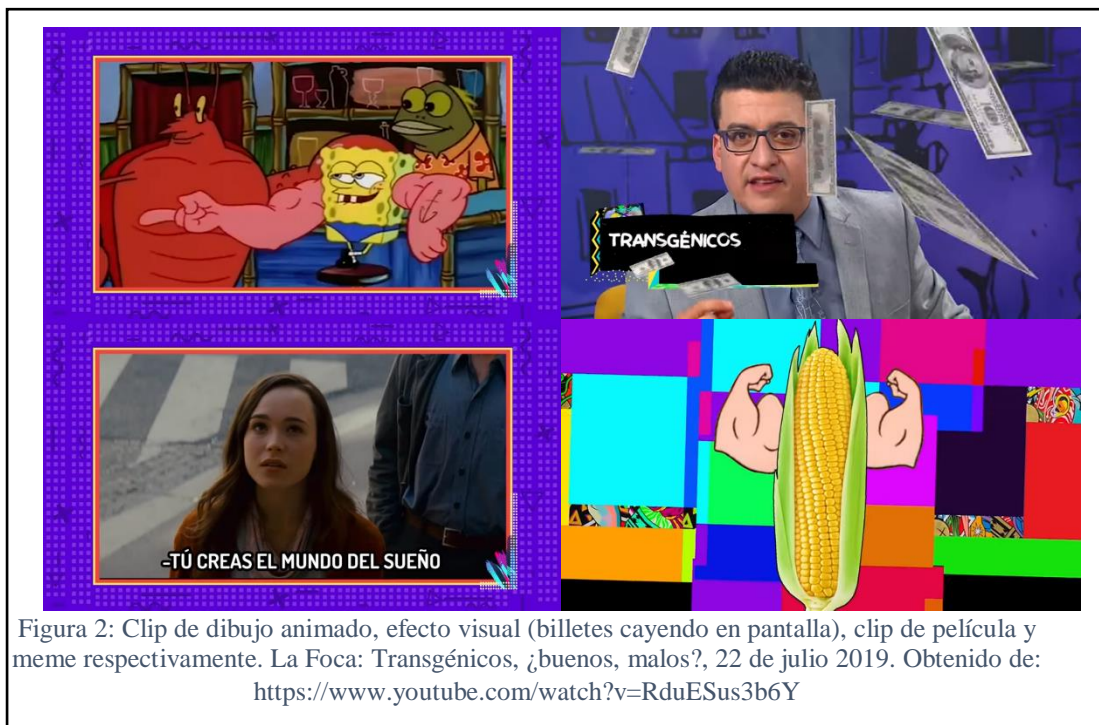 TRANSGÉNICOS
-TÚ CREAS EL MUNDO DEL SUEÑO
Figura 2: Clip de dibujo animado, efecto visual (billetes cayendo en pantalla), clip de película y
meme respectivamente. La Foca: Transgénicos, ¿buenos, malos?, 22 de julio 2019. Obtenido de:
https://www.youtube.com/watch?v=RduESus3b6Y